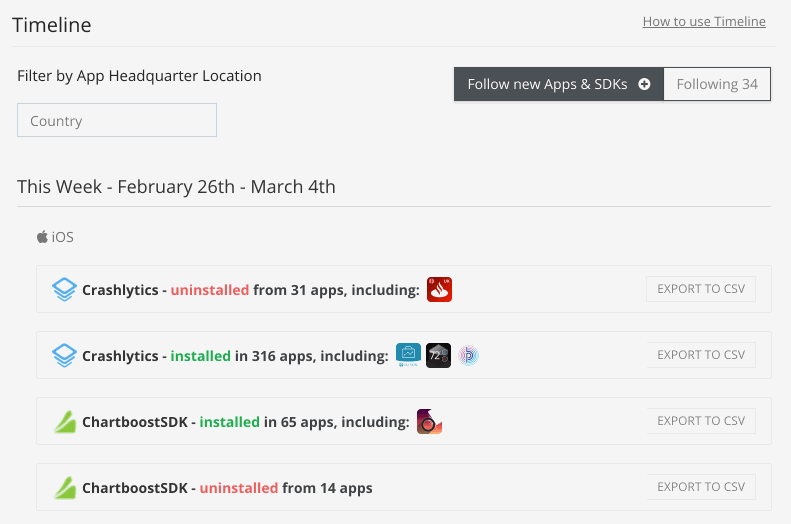 Timeline
How to use Timeline
Filter by App Headquarter Location
Follow new Apps & SDKs
Following 34
Country
This Week - February 26th - March 4th
iOS
Crashlytics - uninstalled from 31 apps, including:
EXPORT TO CSV
Crashlytics - installed in 316 apps, including:
72
EXPORT TO CSV
ChartboostSDK - installed in 65 apps, including:
EXPORT TO CSV
ChartboostSDK - uninstalled from 14 apps
EXPORT TO CSV